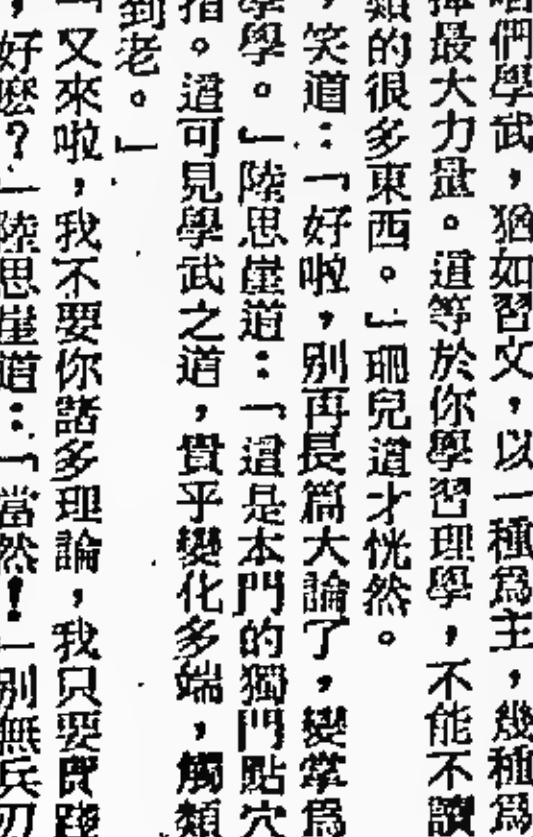 咱們學武，猶如習文，以一種爲主，幾種爲
揮最大力量。這等於你學習理學，不能不讀
類的很多東西。」珊兒這才恍然。
，笑道：「好啦，別再長篇大論了，變掌爲
學。」陸思崖道：「這是本門的獨門點穴
指。這可見學武之道，貴乎變化多端，觸類
到老。」
「又來啦，我不要你諸多理論，我只要實踐
，好麼？」陸思崖道：「當然！」別無兵刃